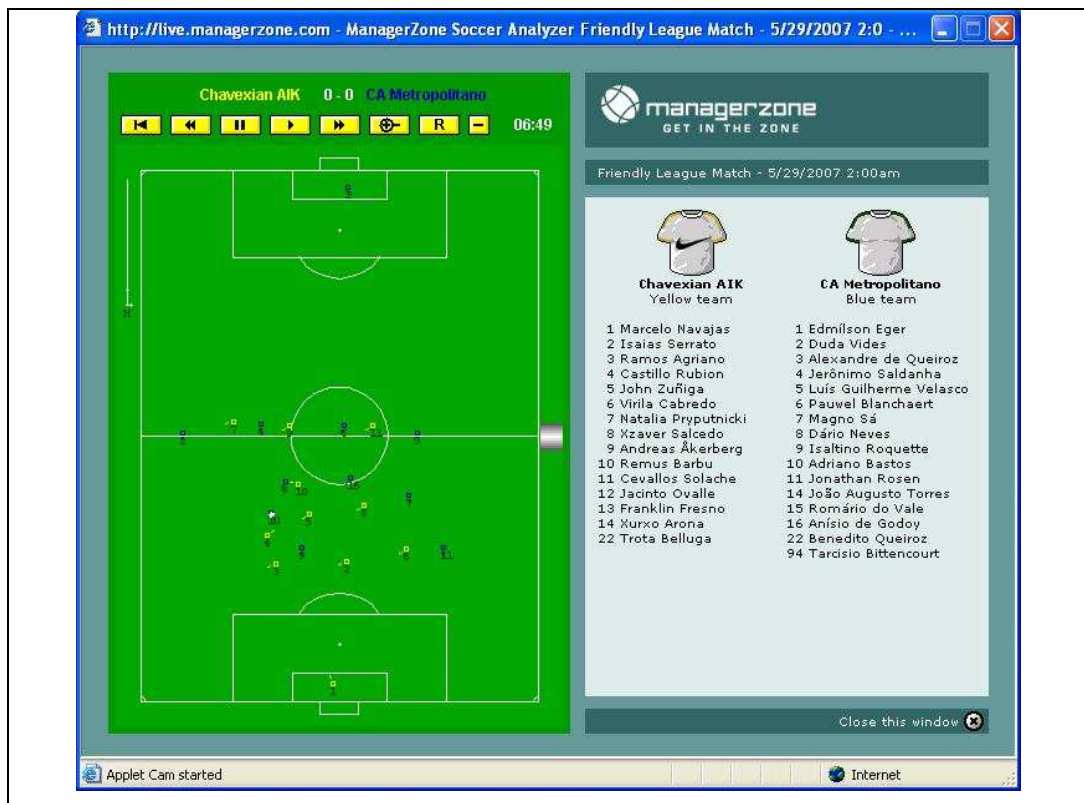 http://live.managerzone.com - ManagerZone Soccer Analyzer Friendly League Match - 5/29/2007 2:0 - ...
Chavexian AIK 0 - 0 CA Metropolitano
R 06:49
managerzone
GET IN THE ZONE
Friendly League Match - 5/29/2007 2:00am
Chavexian AIK
Yellow team
1 Marcelo Navajas
2 Isaias Serrato
3 Ramos Agriano
4 Castillo Rubion
5 John Zuñiga
6 Virila Cabredo
7 Natalia Pryputnicki
8 Xzaver Salcedo
9 Andreas Åkerberg
10 Remus Barbu
11 Cevallos Solache
12 Jacinto Ovalle
13 Franklin Fresno
14 Xurxo Arona
22 Trota Belluga
CA Metropolitano
Blue team
1 Edmílson Eger
2 Duda Vides
3 Alexandre de Queiroz
4 Jerônimo Saldanha
5 Luís Guilherme Velasco
6 Pauwel Blanchaert
7 Magno Sá
8 Dário Neves
9 Isaltino Roquette
10 Adriano Bastos
11 Jonathan Rosen
14 João Augusto Torres
15 Romário do Vale
16 Anísio de Godoy
22 Benedito Queiroz
94 Tarcisio Bittencourt
Close this window
Applet Cam started
Internet